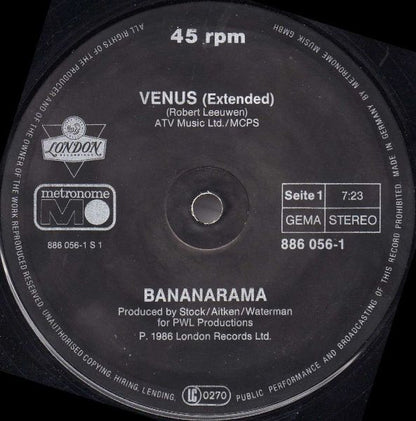 45 rpm
VENUS (Extended)
(Robert Leeuwen)
ATV Music Ltd./MCPS
LONDON
RECORDINGS
metronome
M
886 056-1 S 1
Seite 1 7:23
GEMA STEREO
886 056-1
BANANARAMA
Produced by Stock/Aitken/Waterman
for PWL Productions
P. 1986 London Records Ltd.
LC 0270
ALL RIGHTS OF THE PRODUCER AND OF THE OWNER OF THE WORK REPRODUCED RESERVED. UNAUTHORISED COPYING, HIRING, LENDING, PUBLIC PERFORMANCE AND BROADCASTING OF THIS RECORD PROHIBITED. MADE IN GERMANY BY METRONOME MUSIK GMBH